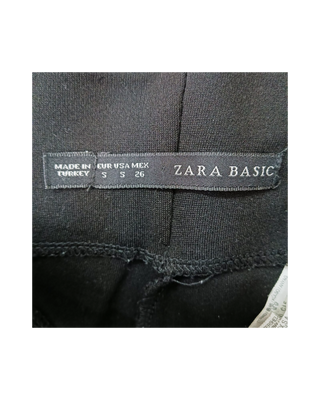 MADE IN
TURKEY
EUR USA MEX
S S 26
ZARA BASIC